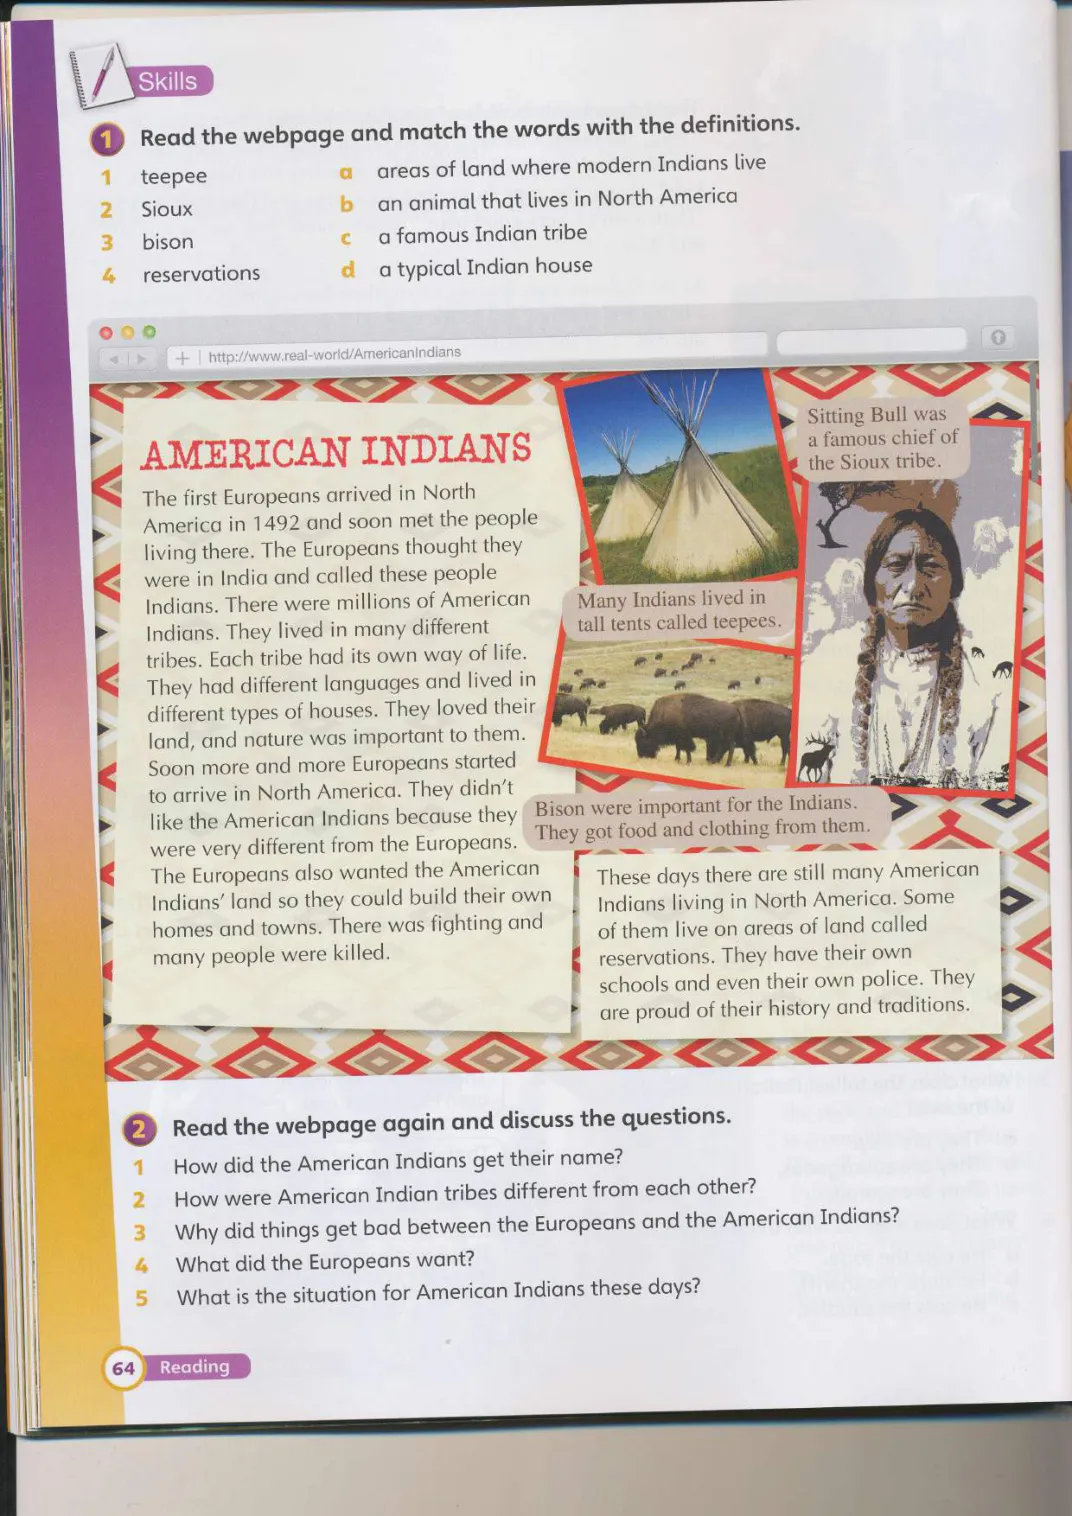 Skills
1 Read the webpage and match the words with the definitions.
1 teepee
2 Sioux
3 bison
4 reservations
a areas of land where modern Indians live
b an animal that lives in North America
c a famous Indian tribe
d a typical Indian house
http://www.real-world/AmericanIndians
AMERICAN INDIANS
The first Europeans arrived in North
America in 1492 and soon met the people
living there. The Europeans thought they
were in India and called these people
Indians. There were millions of American
Indians. They lived in many different
tribes. Each tribe had its own way of life.
They had different languages and lived in
different types of houses. They loved their
land, and nature was important to them.
Soon more and more Europeans started
to arrive in North America. They didn't
like the American Indians because they
were very different from the Europeans.
The Europeans also wanted the American
Indians' land so they could build their own
homes and towns. There was fighting and
many people were killed.
Many Indians lived in
tall tents called teepees.
Sitting Bull was
a famous chief of
the Sioux tribe.
Bison were important for the Indians.
They got food and clothing from them.
These days there are still many American
Indians living in North America. Some
of them live on areas of land called
reservations. They have their own
schools and even their own police. They
are proud of their history and traditions.
2 Read the webpage again and discuss the questions.
1 How did the American Indians get their name?
2 How were American Indian tribes different from each other?
3 Why did things get bad between the Europeans and the American Indians?
4 What did the Europeans want?
5 What is the situation for American Indians these days?
64 Reading